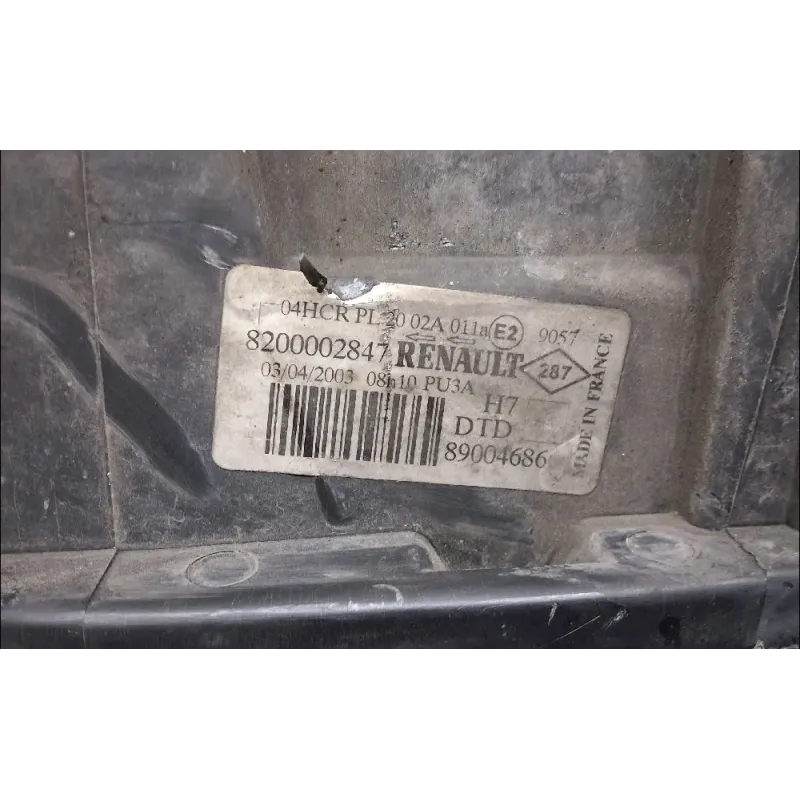 04HCR PL 20 02A 011a E2 9057
8200002847 RENAULT 287
03/04/2003 08h10 PU3A
H7
DTD
89004686
MADE IN FRANCE